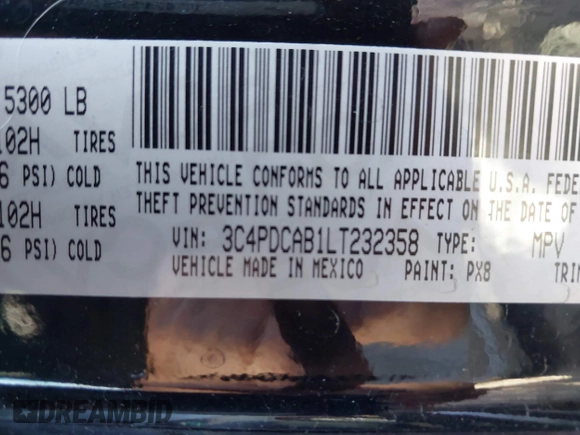 5300 LB
102H TIRES
6 PSI) COLD
102H TIRES
6 PSI) COLD
THIS VEHICLE CONFORMS TO ALL APPLICABLE U.S.A. FEDE
THEFT PREVENTION STANDARDS IN EFFECT ON THE DATE OF
VIN: 3C4PDCAB1LT232358 TYPE: MPV
VEHICLE MADE IN MEXICO PAINT: PX8 TRIM
DREAMBID